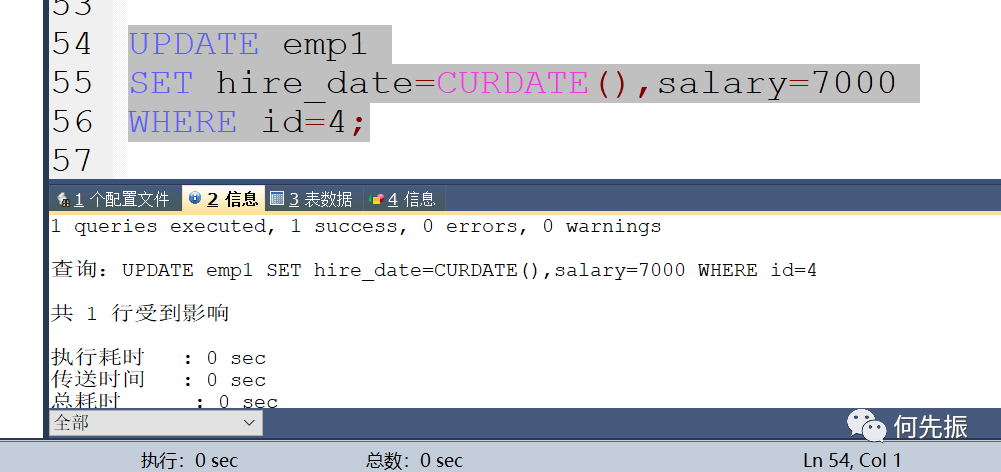 53
54 UPDATE emp1
55 SET hire_date=CURDATE(),salary=7000
56 WHERE id=4;
57
1 个配置文件 2 信息 3 表数据 4 信息
1 queries executed, 1 success, 0 errors, 0 warnings
查询：UPDATE emp1 SET hire_date=CURDATE(),salary=7000 WHERE id=4
共 1 行受到影响
执行耗时 : 0 sec
传送时间 : 0 sec
总耗时 : 0 sec
全部
何先振
执行：0 sec 总数：0 sec Ln 54, Col 1